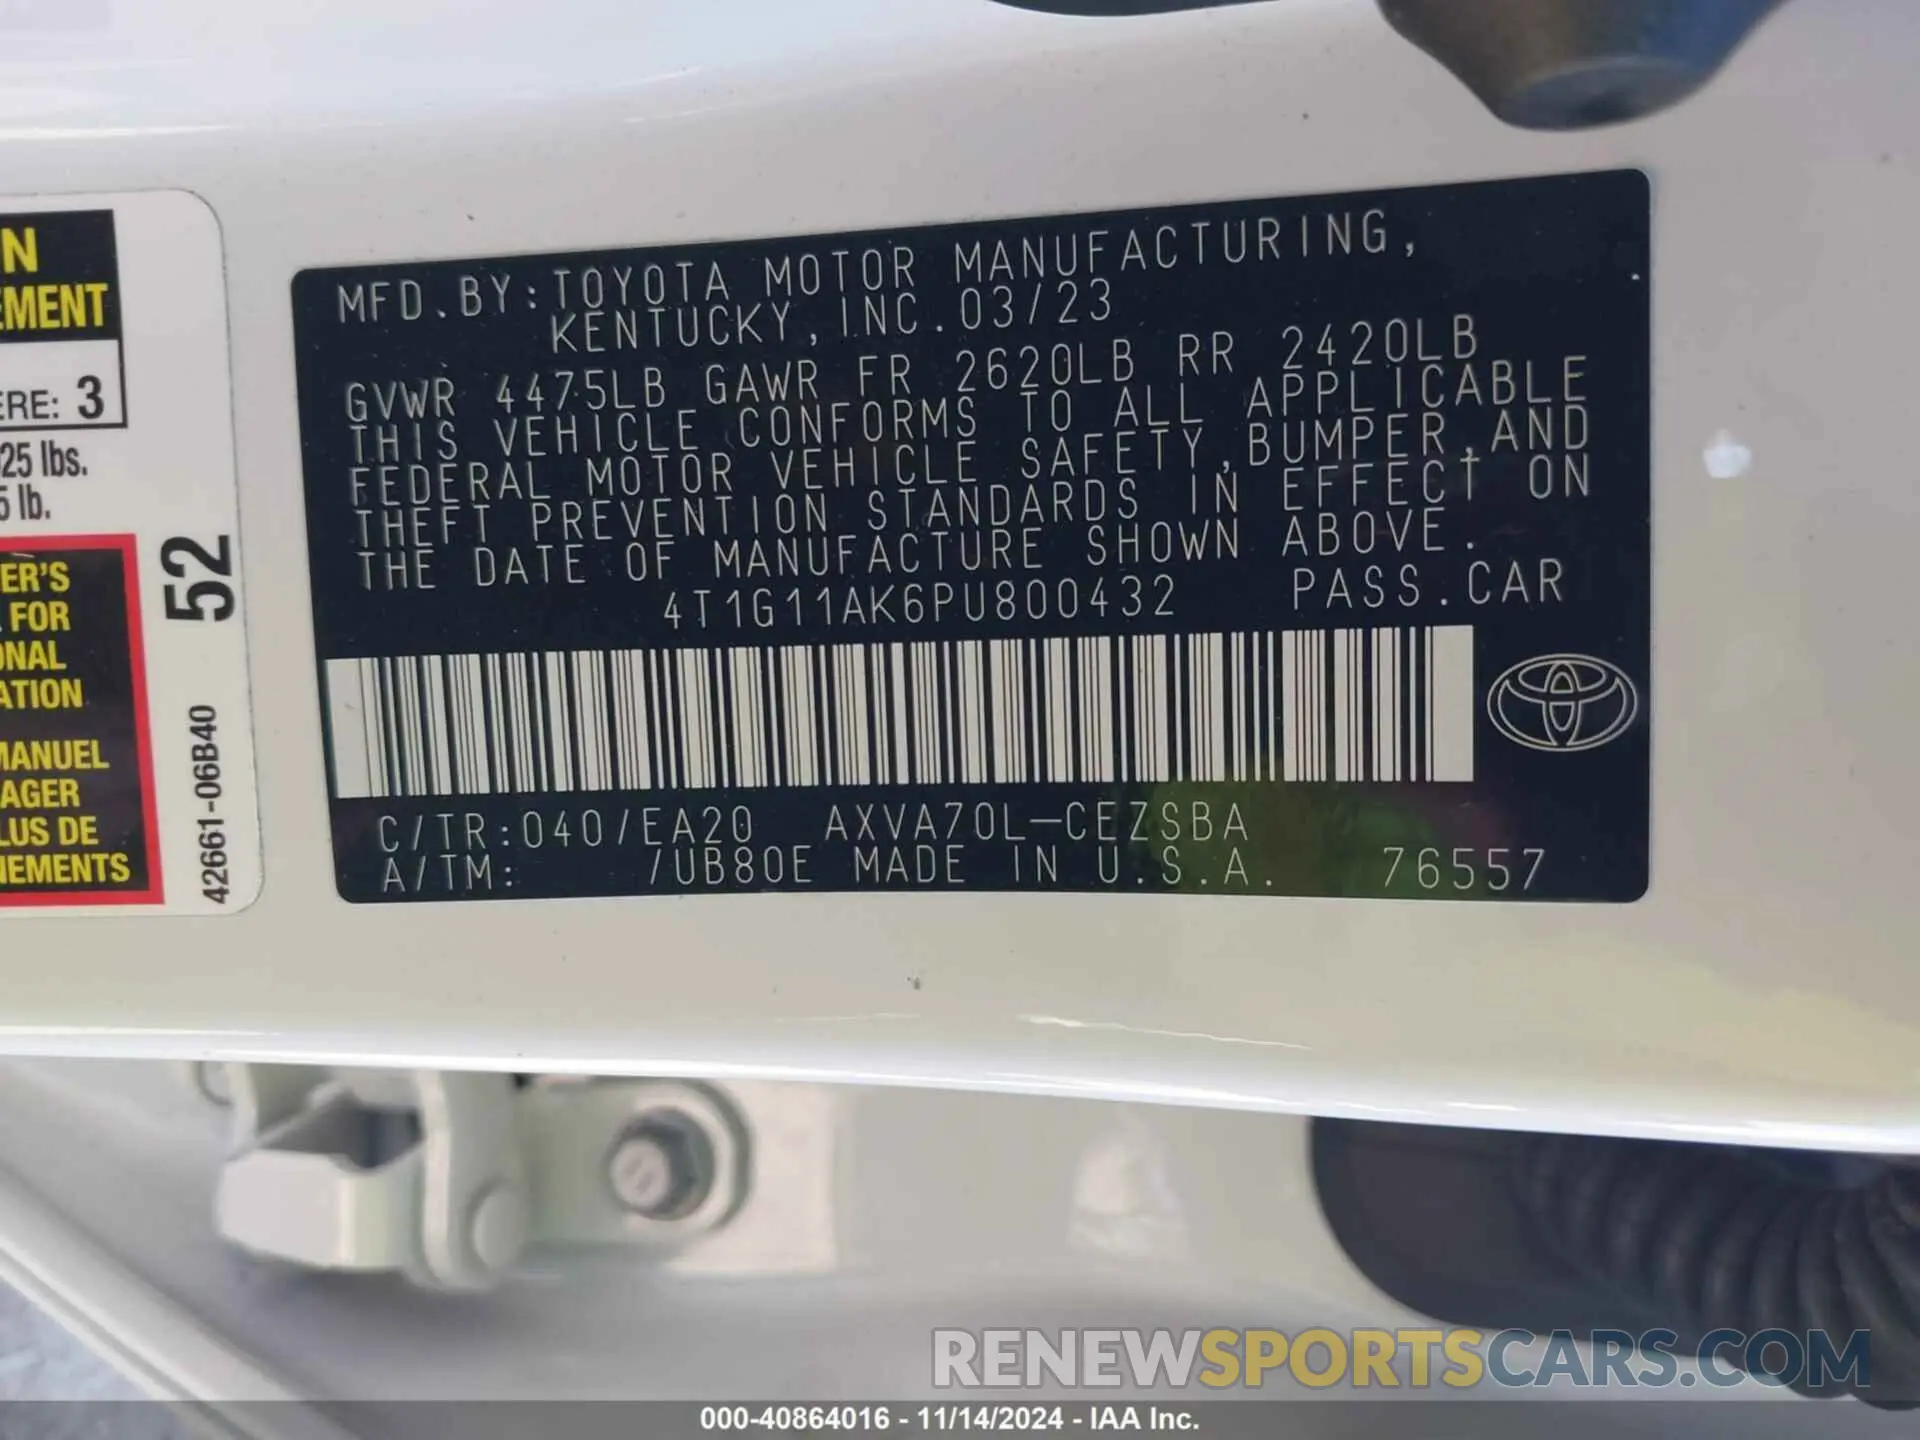 MFD. BY: TOYOTA MOTOR MANUFACTURING,
KENTUCKY, INC. 03/23
GVWR 4475LB GAWR FR 2620LB RR 2420LB
THIS VEHICLE CONFORMS TO ALL APPLICABLE
FEDERAL MOTOR VEHICLE SAFETY, BUMPER, AND
THEFT PREVENTION STANDARDS IN EFFECT ON
THE DATE OF MANUFACTURE SHOWN ABOVE.
4T1G11AK6PU800432 PASS. CAR
C/TR: 040/EA20 AXVA70L-CEZSBA
A/TM: /UB80E MADE IN U.S.A. 76557
N
EMENT
ERE: 3
25 lbs.
5 lb.
ER'S
FOR
ONAL
ATION
MANUEL
AGER
LUS DE
NEMENTS
52
42661-06B40
RENEWSPORTSCARS.COM
000-40864016 - 11/14/2024 - IAA Inc.